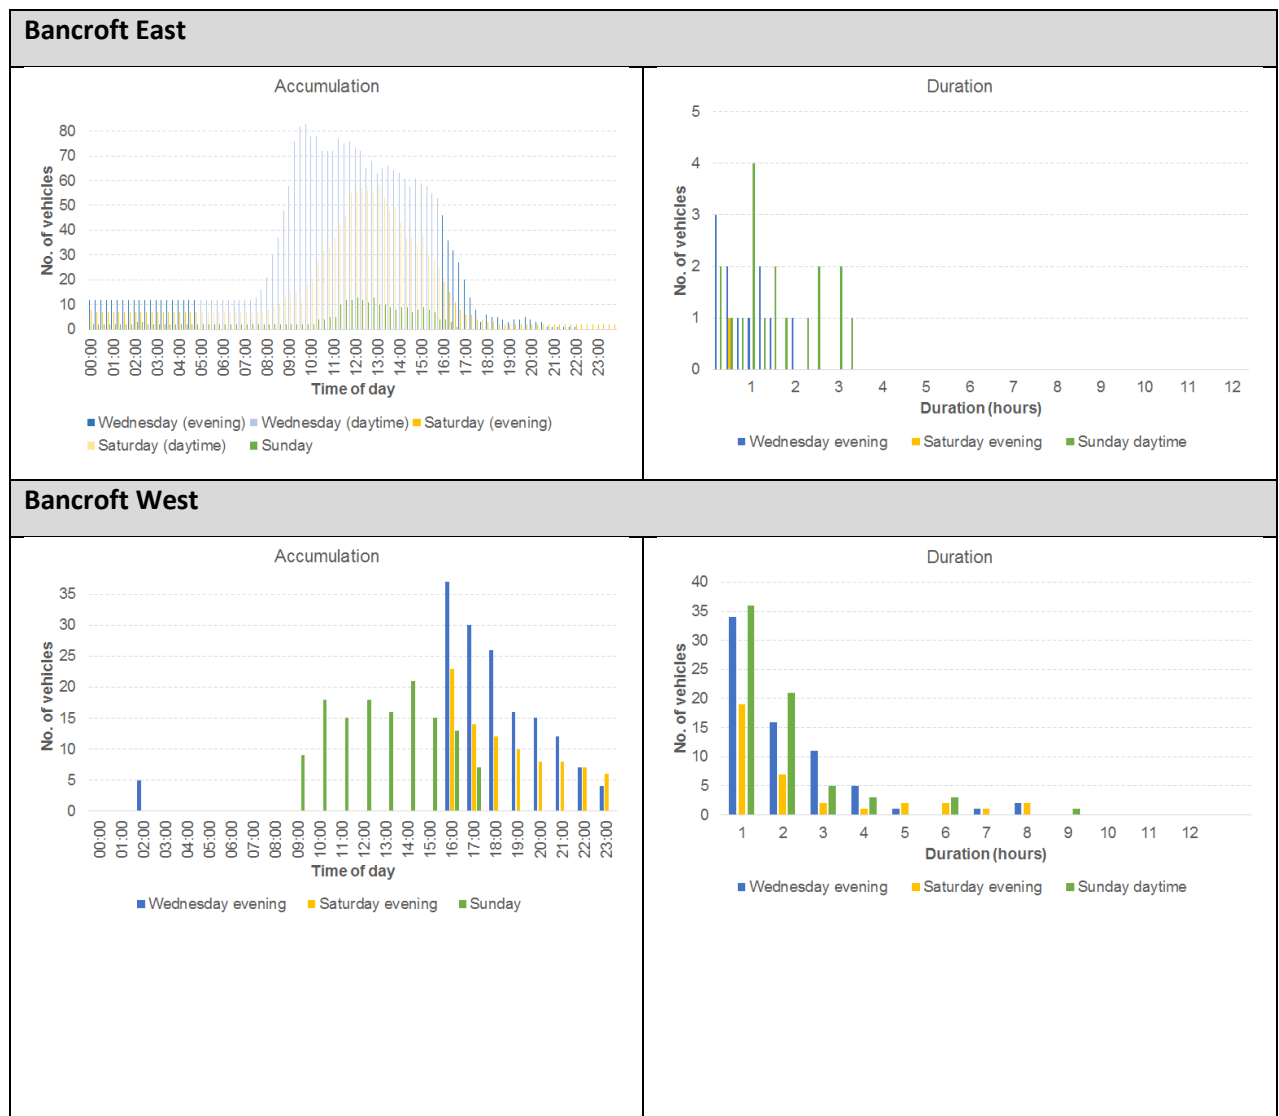 Bancroft East
Accumulation
No. of vehicles
80
70
60
50
40
30
20
10
0
00:00 01:00 02:00 03:00 04:00 05:00 06:00 07:00 08:00 09:00 10:00 11:00 12:00 13:00 14:00 15:00 16:00 17:00 18:00 19:00 20:00 21:00 22:00 23:00
Time of day
Wednesday (evening) Wednesday (daytime) Saturday (evening)
Saturday (daytime) Sunday
Duration
No. of vehicles
5
4
3
2
1
0
1 2 3 4 5 6 7 8 9 10 11 12
Duration (hours)
Wednesday evening Saturday evening Sunday daytime
Bancroft West
Accumulation
No. of vehicles
35
30
25
20
15
10
5
0
00:00 01:00 02:00 03:00 04:00 05:00 06:00 07:00 08:00 09:00 10:00 11:00 12:00 13:00 14:00 15:00 16:00 17:00 18:00 19:00 20:00 21:00 22:00 23:00
Time of day
Wednesday evening Saturday evening Sunday
Duration
No. of vehicles
40
35
30
25
20
15
10
5
0
1 2 3 4 5 6 7 8 9 10 11 12
Duration (hours)
Wednesday evening Saturday evening Sunday daytime